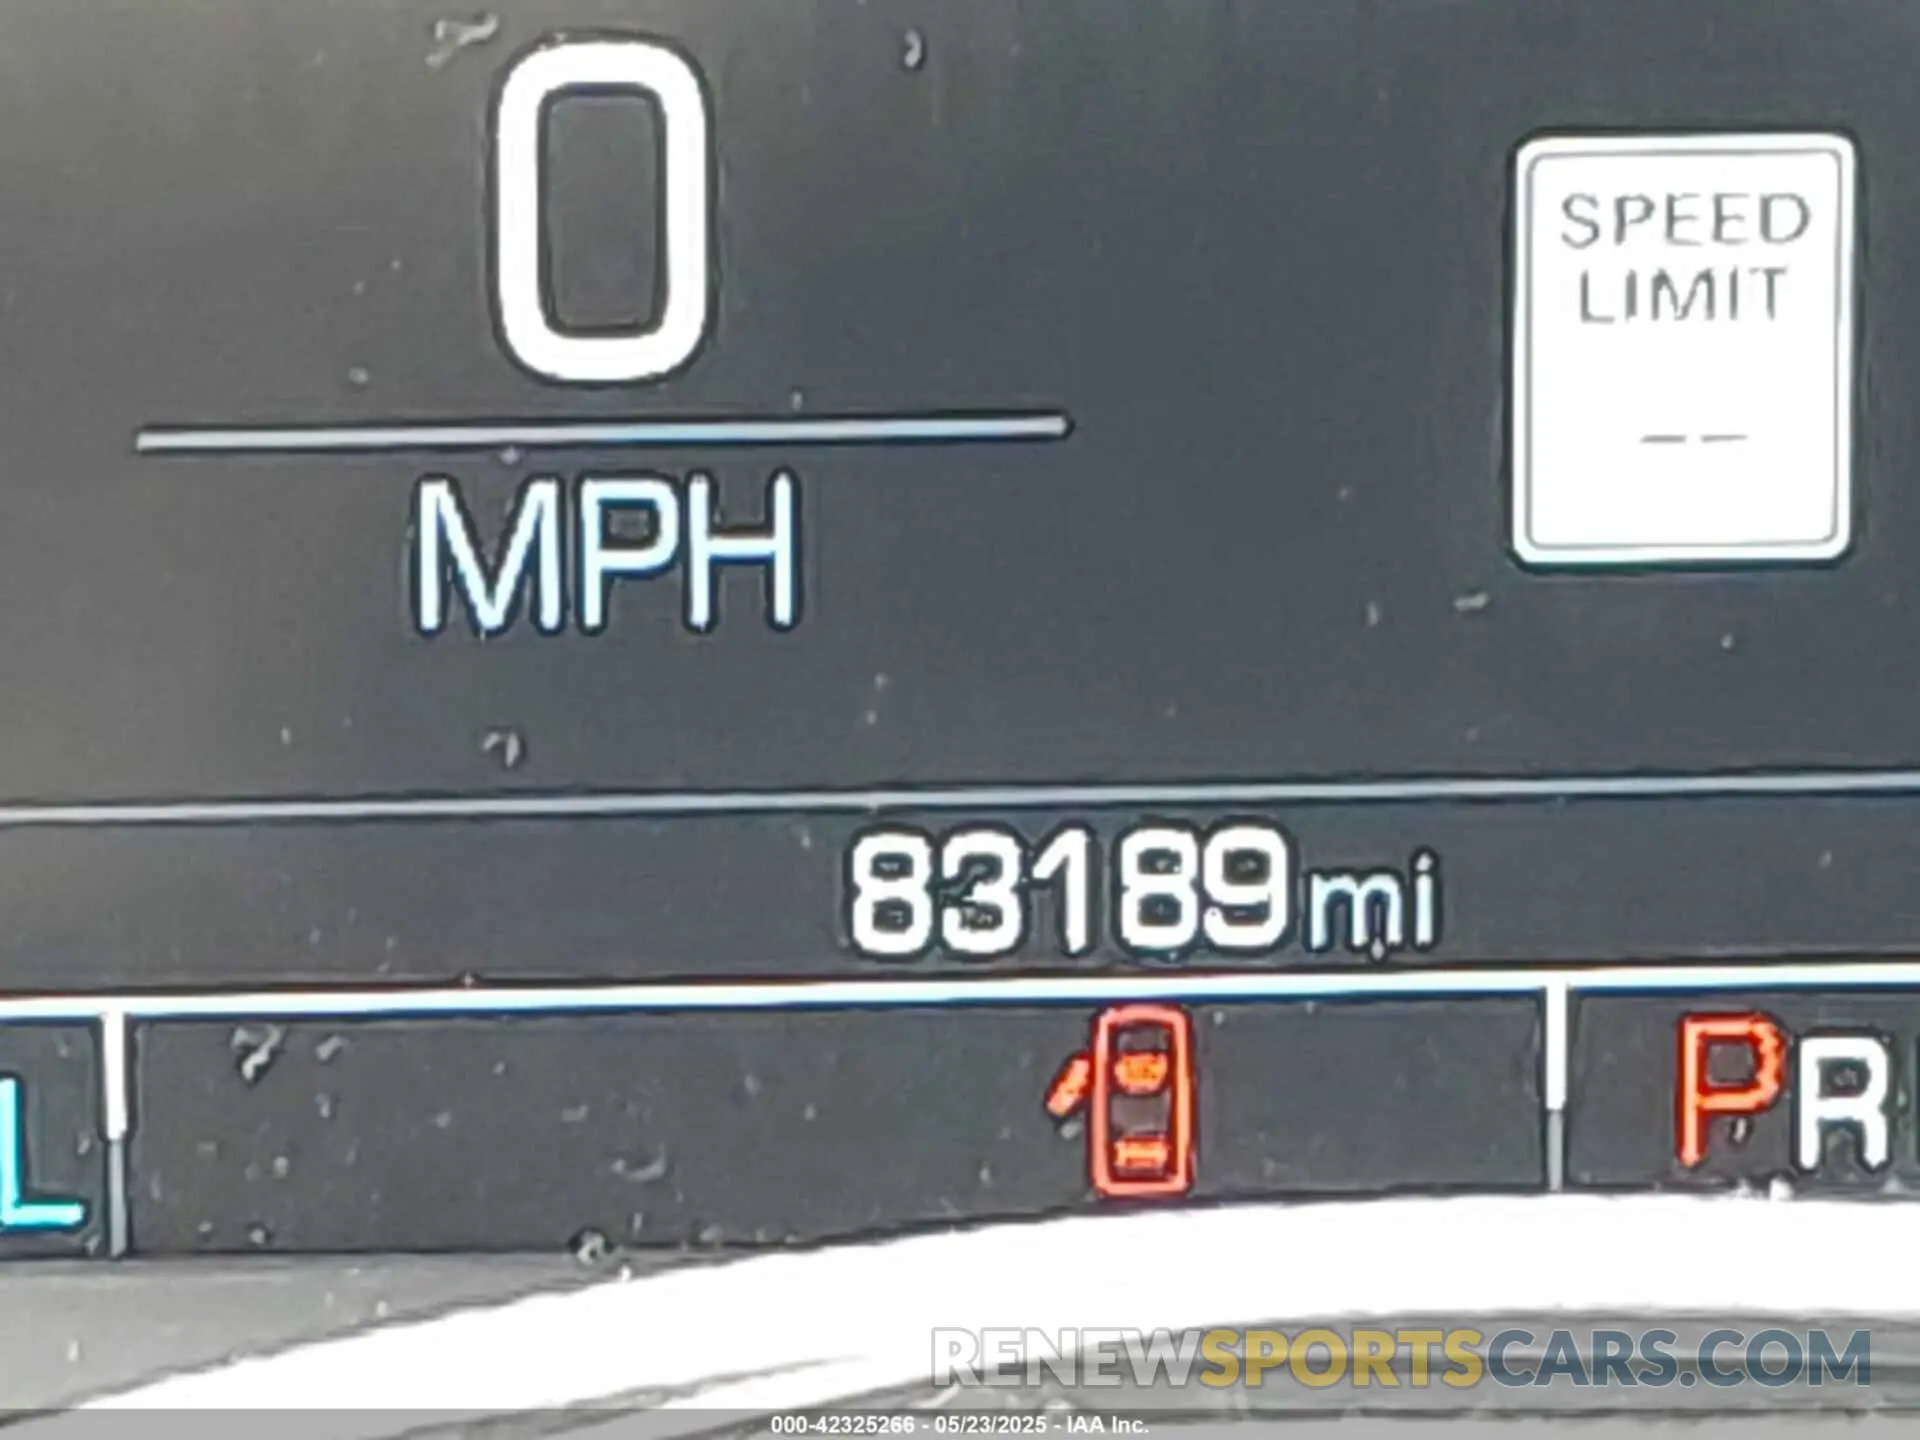 0
SPEED
LIMIT
--
MPH
83189mi
L
PR
RENEWSPORTSCARS.COM
000-42325266 - 05/23/2025 - IAA Inc.